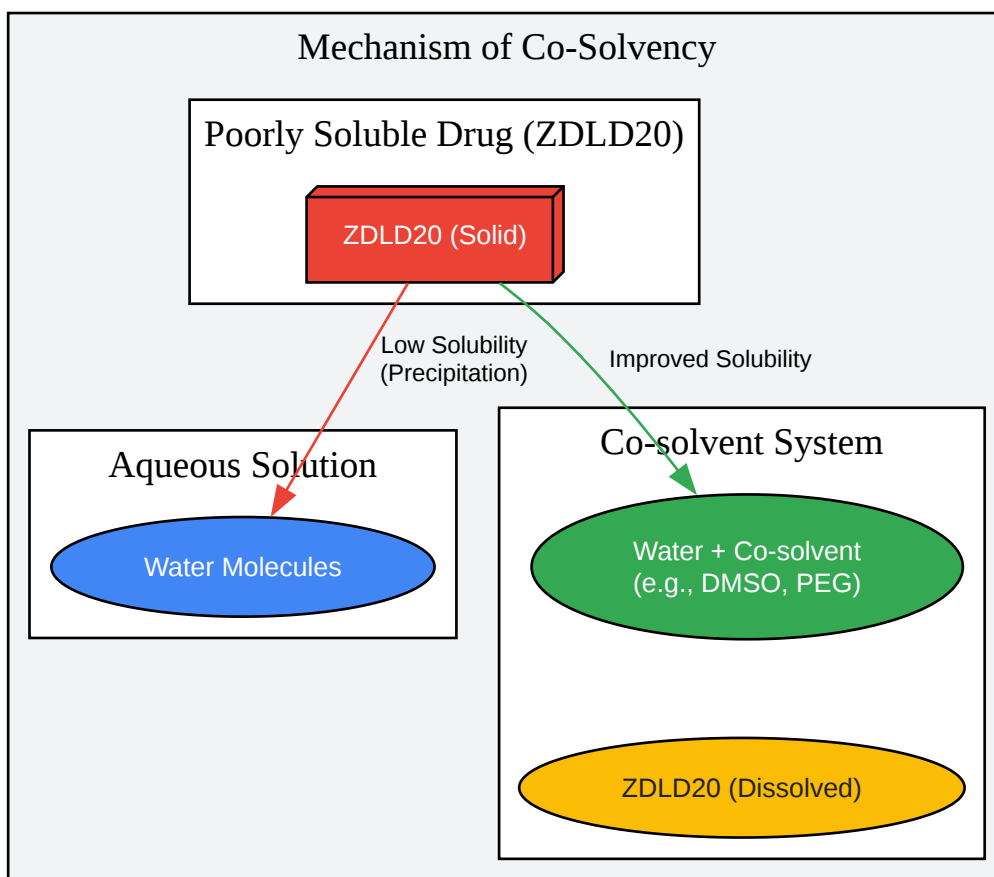 Mechanism of Co-Solvency
Poorly Soluble Drug (ZDLD20)
ZDLD20 (Solid)
Low Solubility
(Precipitation)
Improved Solubility
Aqueous Solution
Water Molecules
Co-solvent System
Water + Co-solvent
(e.g., DMSO, PEG)
ZDLD20 (Dissolved)